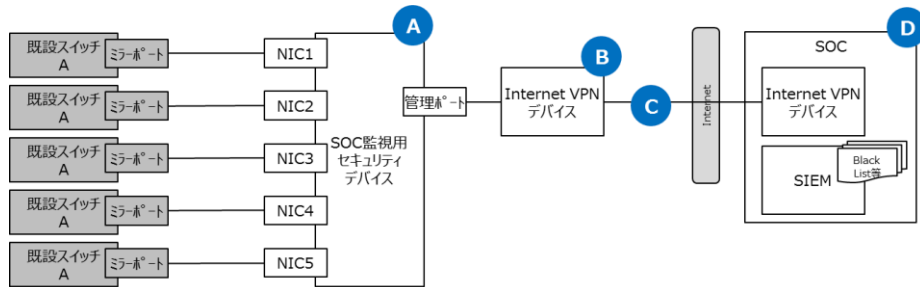 A
D
既設スイッチ
A
ミラーポート
NIC1
B
SOC
既設スイッチ
A
ミラーポート
NIC2
管理ポート
Internet VPN
デバイス
C
Internet
Internet VPN
デバイス
既設スイッチ
A
ミラーポート
NIC3
SOC監視用
セキュリティ
デバイス
SIEM
Black
List等
既設スイッチ
A
ミラーポート
NIC4
既設スイッチ
A
ミラーポート
NIC5